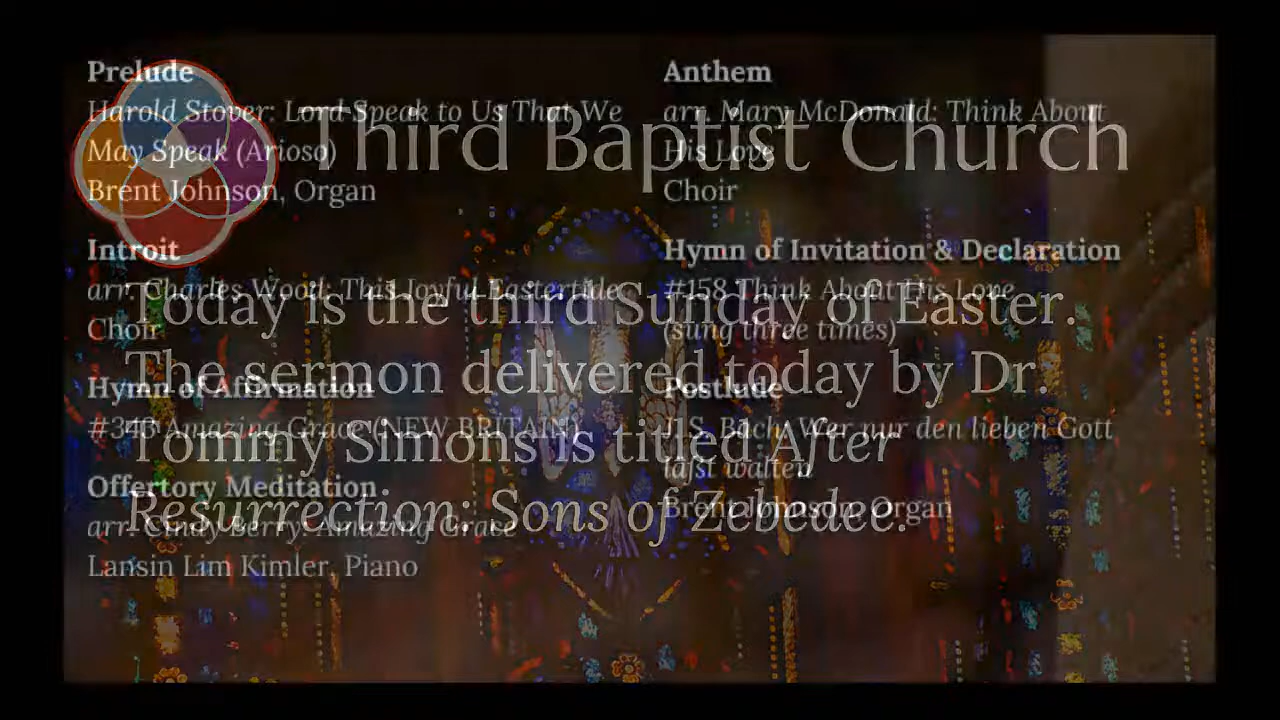 Third Baptist Church
Today is the third Sunday of Easter.
The sermon delivered today by Dr.
Tommy Simons is titled After
Resurrection: Sons of Zebedee.
Prelude
Harold Stover: Lord Speak to Us That We
May Speak (Arioso)
Brent Johnson, Organ
Introit
arr. Charles Wood: This Joyful Eastertide
Choir
Hymn of Affirmation
#343 Amazing Grace (NEW BRITAIN)
Offertory Meditation
arr. Cindy Berry: Amazing Grace
Lansin Lim Kimler, Piano
Anthem
arr. Mary McDonald: Think About
His Love
Choir
Hymn of Invitation & Declaration
#158 Think About His Love
(sung three times)
Postlude
J.S. Bach: Wer nur den lieben Gott
läßt walten
Brent Johnson, Organ